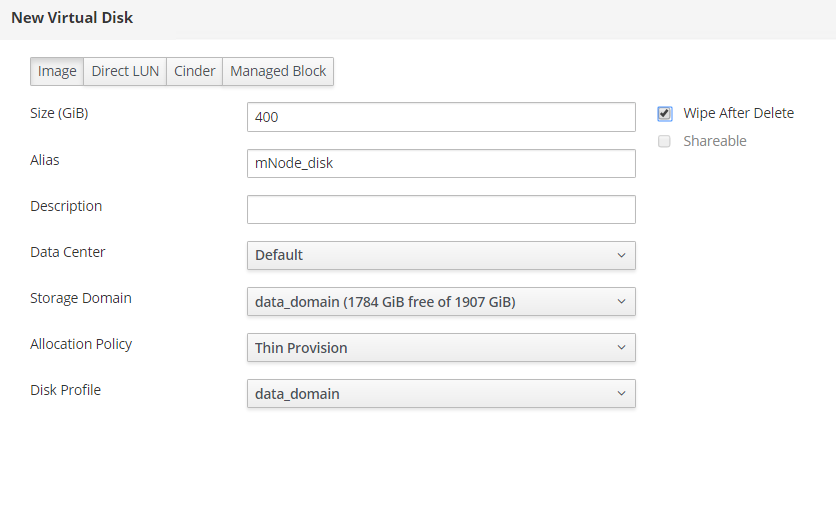 New Virtual Disk
Image Direct LUN Cinder Managed Block
Size (GiB) 400 Wipe After Delete
Shareable
Alias mNode_disk
Description
Data Center Default
Storage Domain data_domain (1784 GiB free of 1907 GiB)
Allocation Policy Thin Provision
Disk Profile data_domain